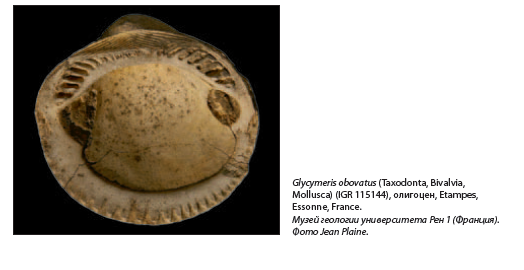 Glycymeris obovatus (Taxodonta, Bivalvia,
Mollusca) (IGR 115144), олигоцен, Etampes,
Essonne, France.
Музей геологии университета Рен 1 (Франция).
Фото Jean Plaine.